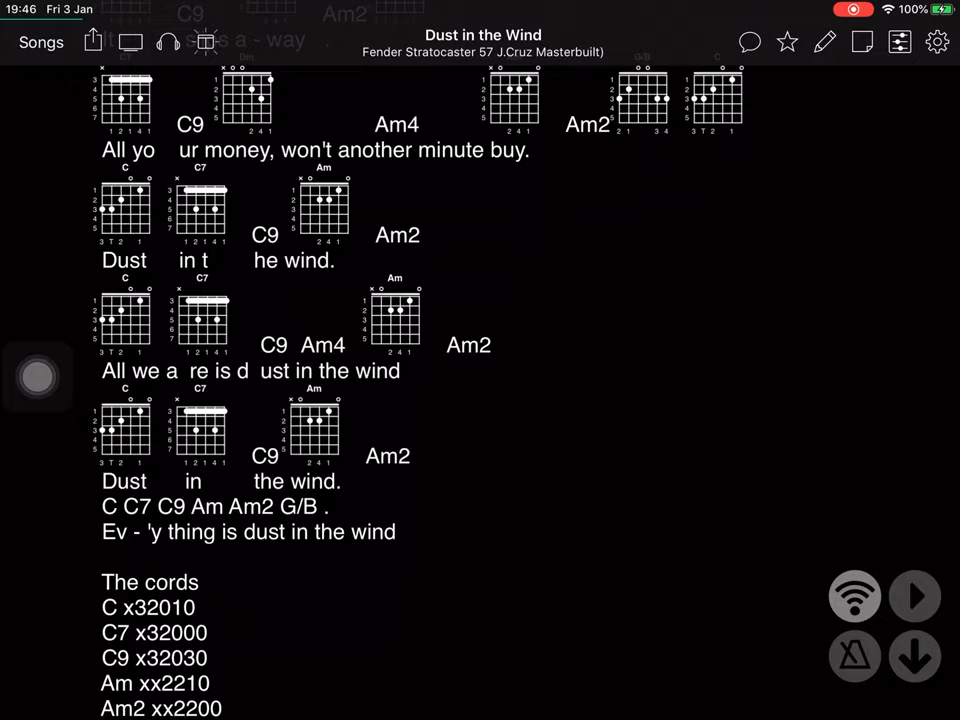 19:46 Fri 3 Jan 100%
C9 Am2
Songs Dust in the Wind
Fender Stratocaster 57 J.Cruz Masterbuilt)
C9 Am4 Am2
All yo ur money, won't another minute buy.
C C7 Am
C9 Am2
Dust in t he wind.
C C7 Am
C9 Am4 Am2
All we a re is d ust in the wind
C C7 Am
C9 Am2
Dust in the wind.
C C7 C9 Am Am2 G/B .
Ev - 'y thing is dust in the wind
The cords
C x32010
C7 x32000
C9 x32030
Am xx2210
Am2 xx2200